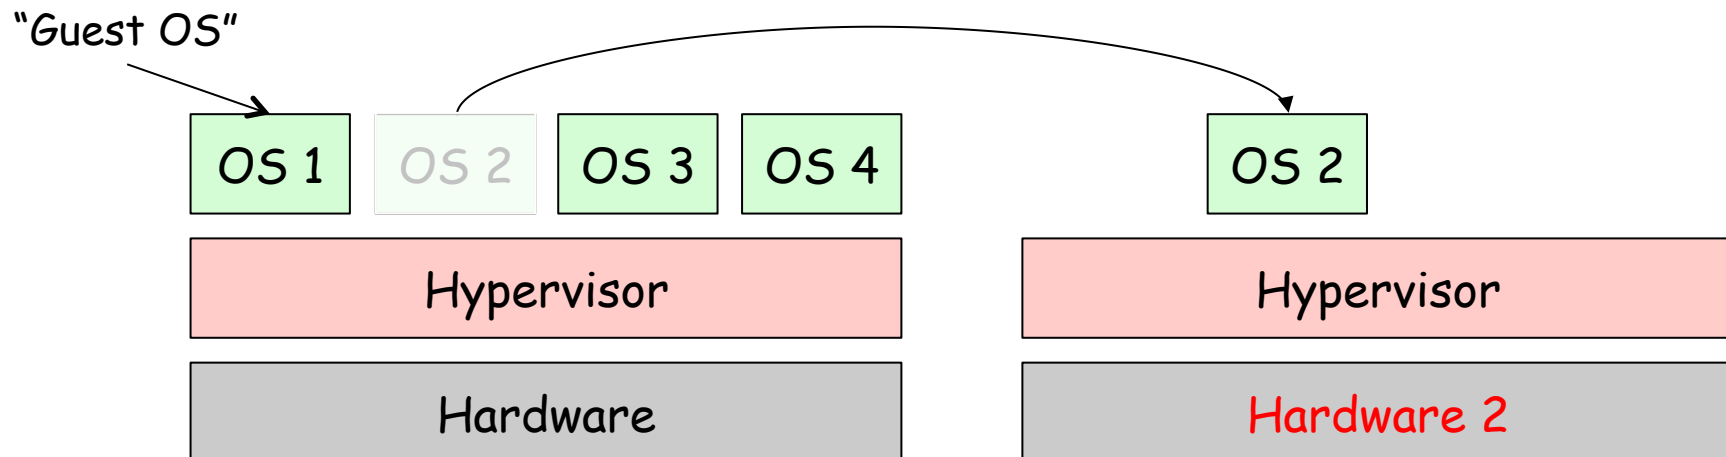 “Guest OS”
OS 1 OS 2 OS 3 OS 4 OS 2
Hypervisor Hypervisor
Hardware Hardware 2